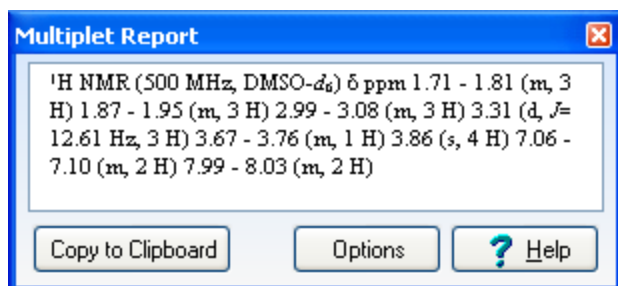 Multiplet Report
¹H NMR (500 MHz, DMSO-d₆) δ ppm 1.71 - 1.81 (m, 3
H) 1.87 - 1.95 (m, 3 H) 2.99 - 3.08 (m, 3 H) 3.31 (d, J=
12.61 Hz, 3 H) 3.67 - 3.76 (m, 1 H) 3.86 (s, 4 H) 7.06 -
7.10 (m, 2 H) 7.99 - 8.03 (m, 2 H)
Copy to Clipboard Options ? Help